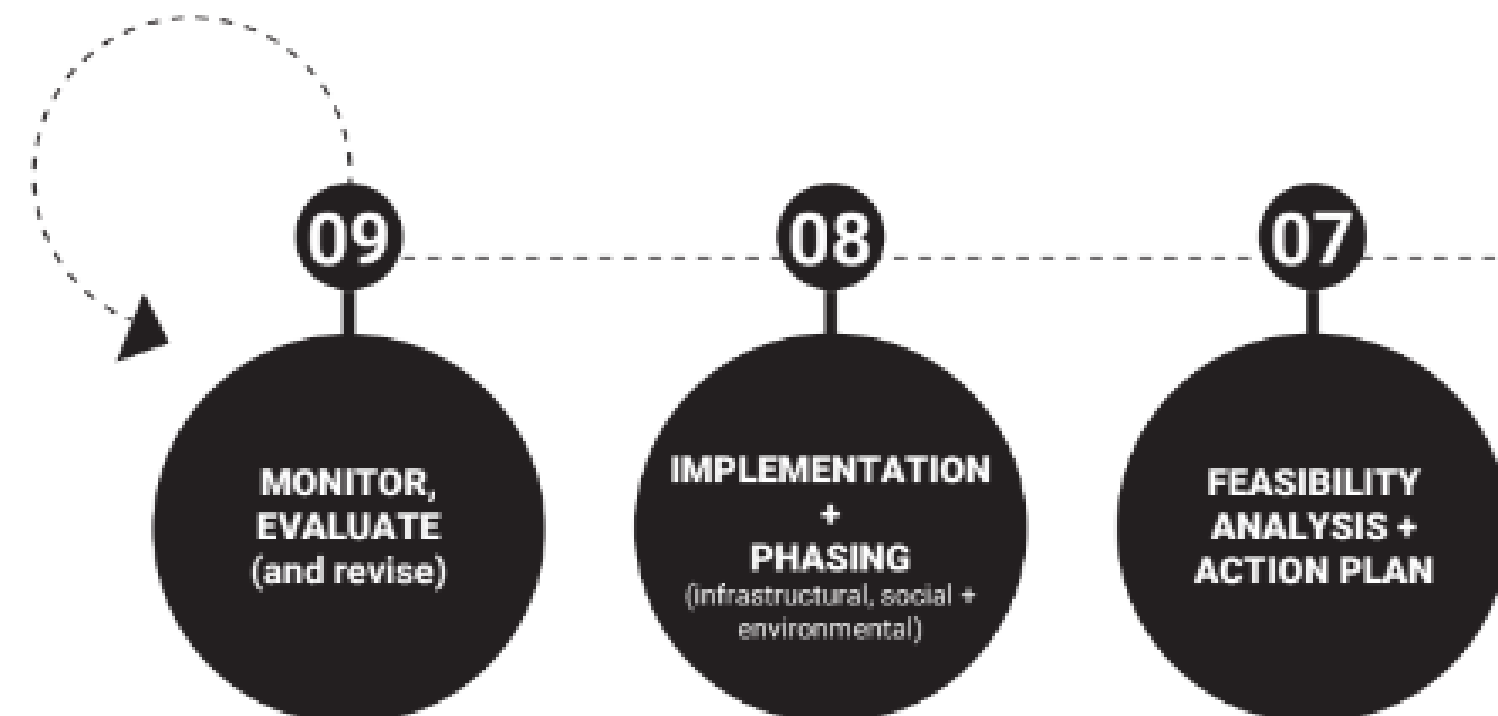 09
MONITOR,
EVALUATE
(and revise)
08
IMPLEMENTATION
+
PHASING
(infrastructural, social +
environmental)
07
FEASIBILITY
ANALYSIS +
ACTION PLAN